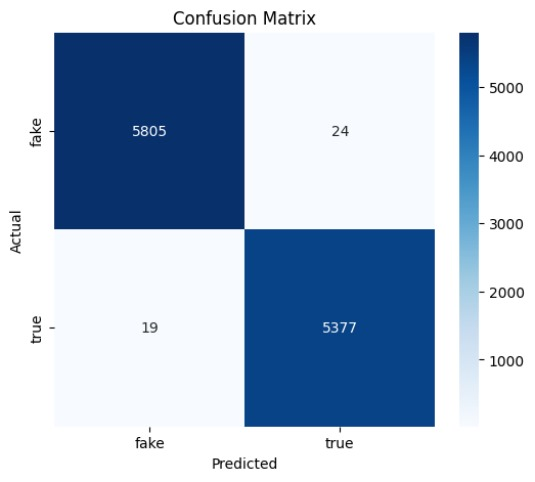 Confusion Matrix
fake
5805
24
true
19
5377
Actual
fake
true
Predicted
5000
4000
3000
2000
1000